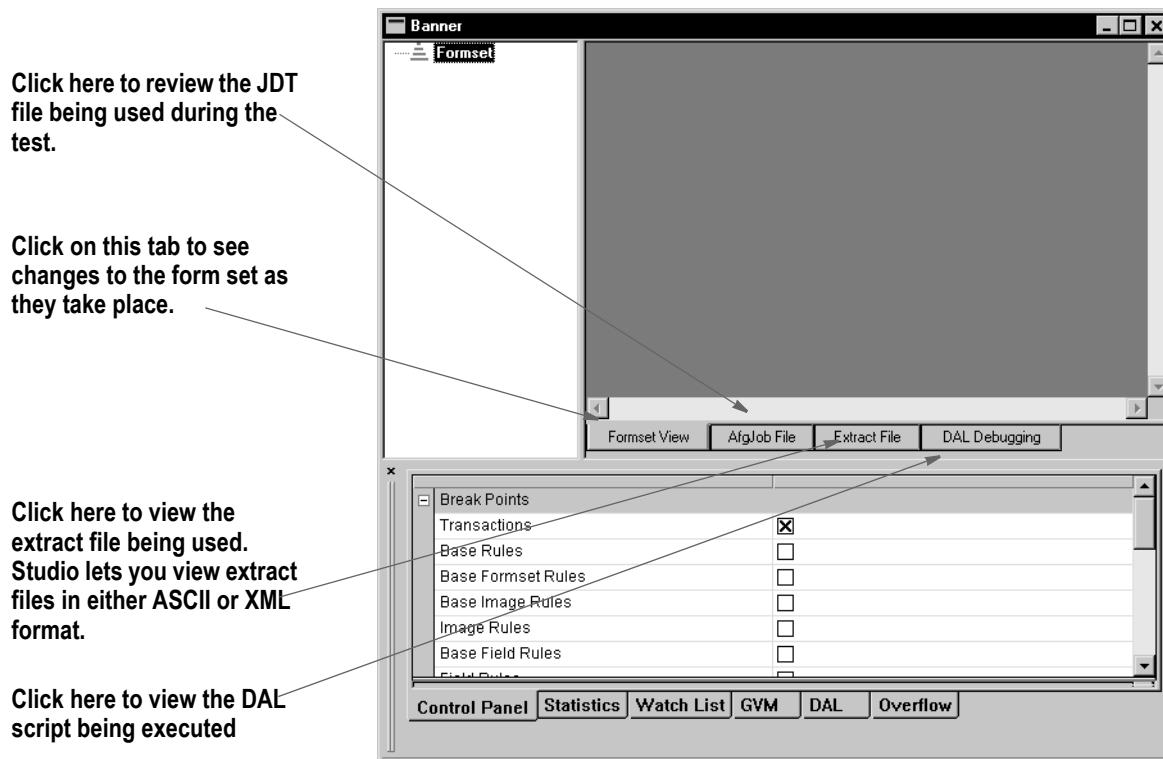 Banner
Formset
Click here to review the JDT
file being used during the
test.
Click on this tab to see
changes to the form set as
they take place.
Formset View
AfgJob File
Extract File
DAL Debugging
Click here to view the
extract file being used.
Studio lets you view extract
files in either ASCII or XML
format.
Click here to view the DAL
script being executed
Break Points
Transactions
Base Rules
Base Formset Rules
Base Image Rules
Image Rules
Base Field Rules
Field Rules
Control Panel
Statistics
Watch List
GVM
DAL
Overflow